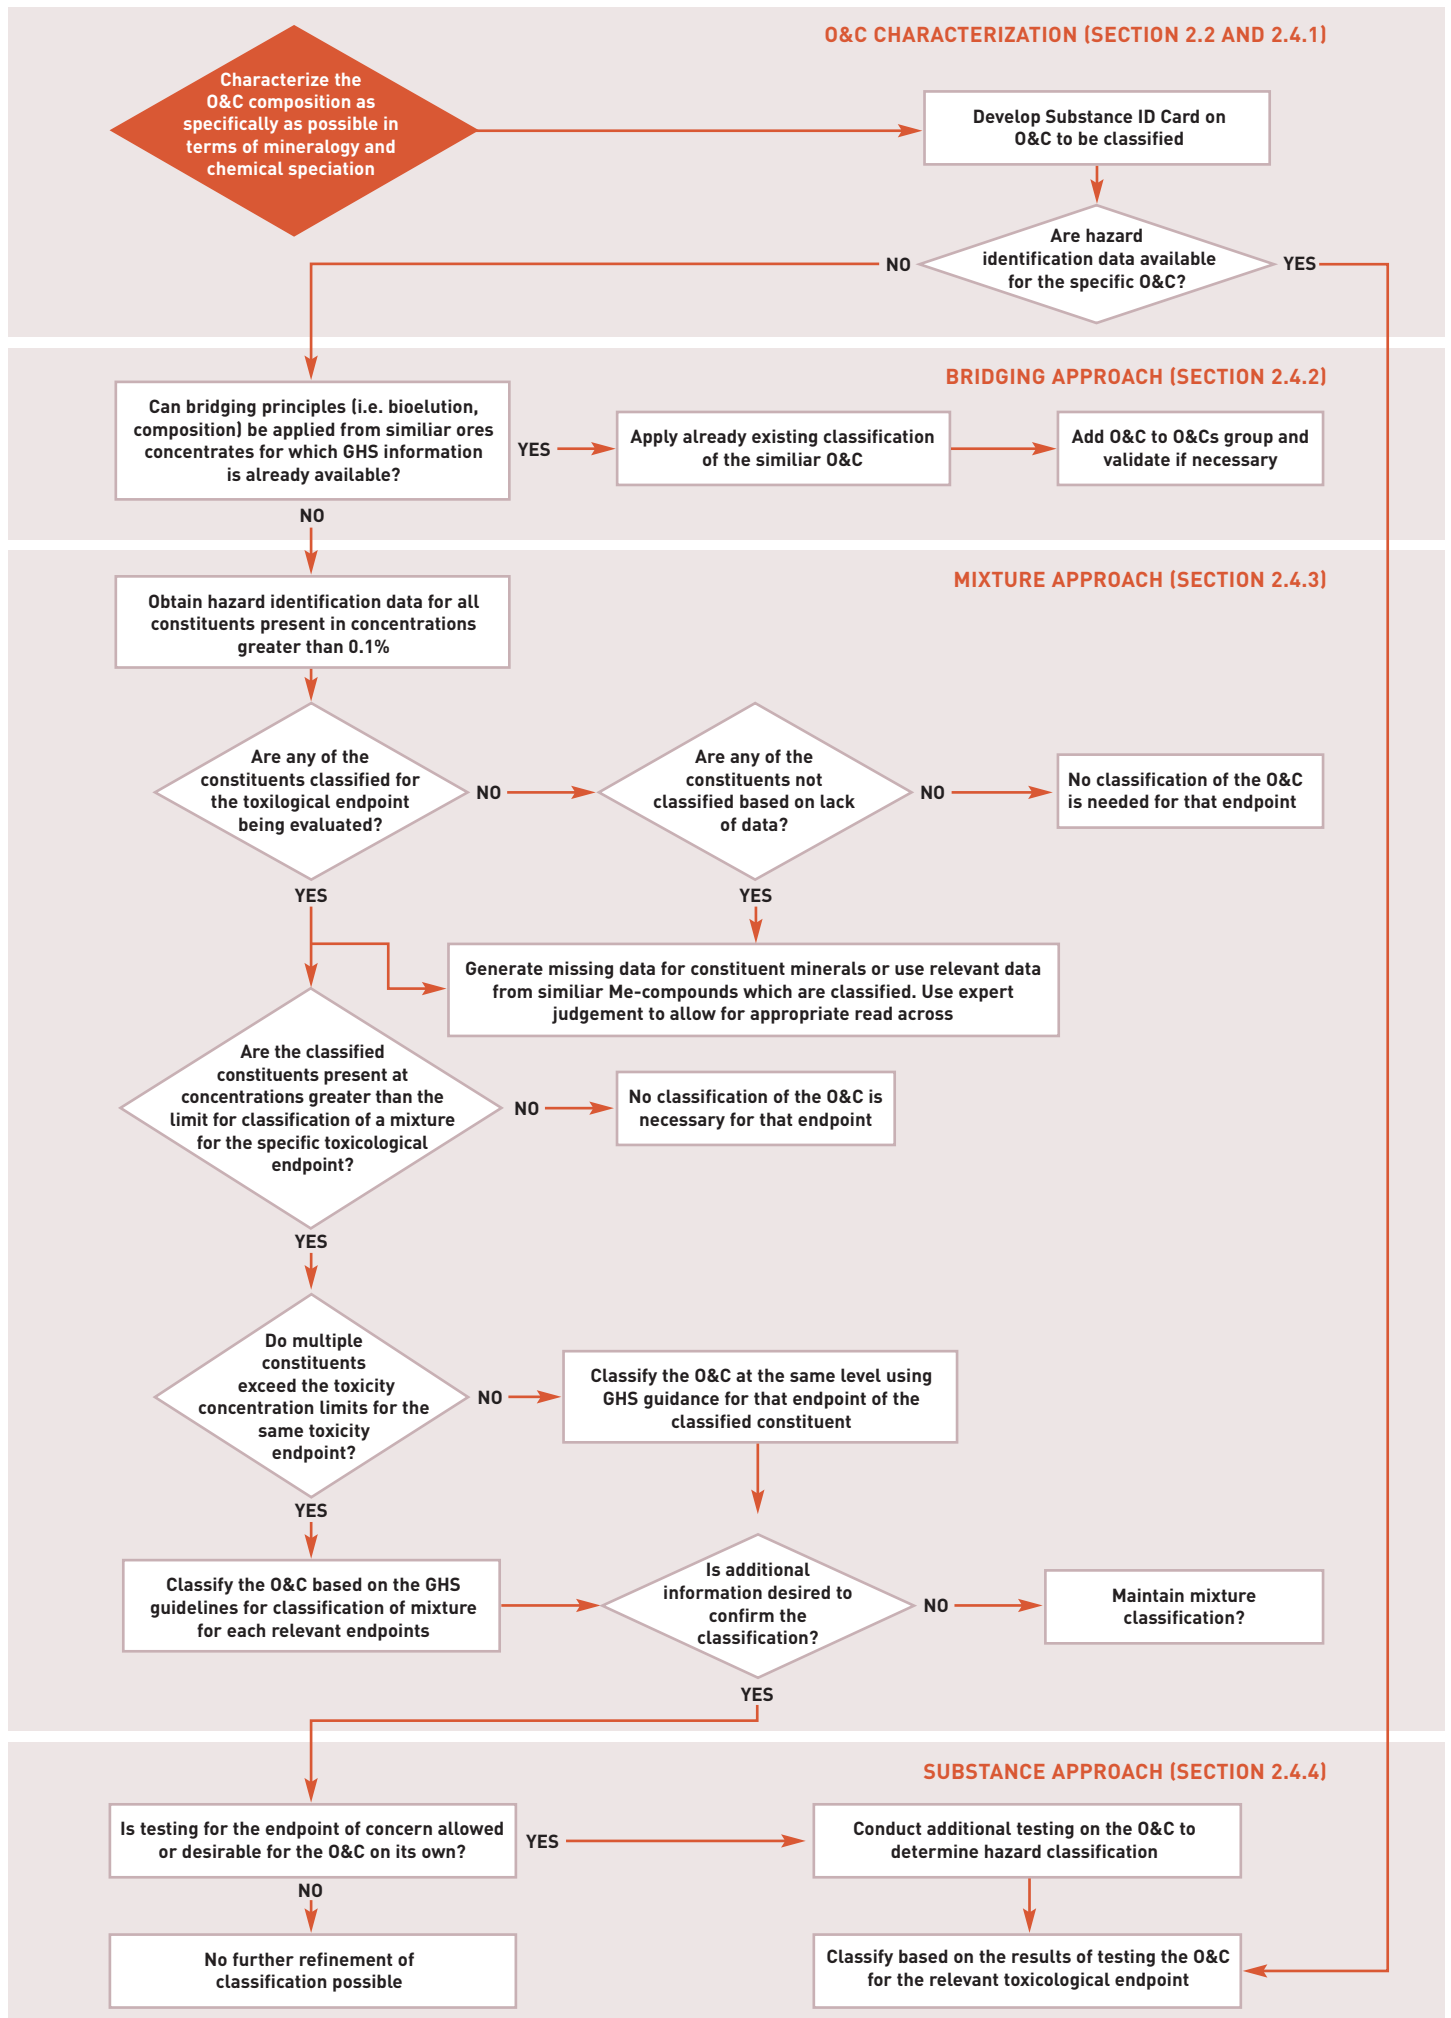 O&C CHARACTERIZATION (SECTION 2.2 AND 2.4.1)
Characterize the
O&C composition as
specifically as possible in
terms of mineralogy and
chemical speciation
Develop Substance ID Card on
O&C to be classified
Are hazard
identification data available
for the specific O&C?
NO
YES
BRIDGING APPROACH (SECTION 2.4.2)
Can bridging principles (i.e. bioelution,
composition) be applied from similiar ores
concentrates for which GHS information
is already available?
YES
Apply already existing classification
of the similiar O&C
Add O&C to O&Cs group and
validate if necessary
NO
MIXTURE APPROACH (SECTION 2.4.3)
Obtain hazard identification data for all
constituents present in concentrations
greater than 0.1%
Are any of the
constituents classified for
the toxilogical endpoint
being evaluated?
NO
Are any of the
constituents not
classified based on lack
of data?
NO
No classification of the O&C
is needed for that endpoint
YES
YES
Generate missing data for constituent minerals or use relevant data
from similiar Me-compounds which are classified. Use expert
judgement to allow for appropriate read across
Are the classified
constituents present at
concentrations greater than the
limit for classification of a mixture
for the specific toxicological
endpoint?
NO
No classification of the O&C is
necessary for that endpoint
YES
Do multiple
constituents
exceed the toxicity
concentration limits for the
same toxicity
endpoint?
NO
Classify the O&C at the same level using
GHS guidance for that endpoint of the
classified constituent
YES
Classify the O&C based on the GHS
guidelines for classification of mixture
for each relevant endpoints
Is additional
information desired to
confirm the
classification?
NO
Maintain mixture
classification?
YES
SUBSTANCE APPROACH (SECTION 2.4.4)
Is testing for the endpoint of concern allowed
or desirable for the O&C on its own?
YES
Conduct additional testing on the O&C to
determine hazard classification
NO
No further refinement of
classification possible
Classify based on the results of testing the O&C
for the relevant toxicological endpoint